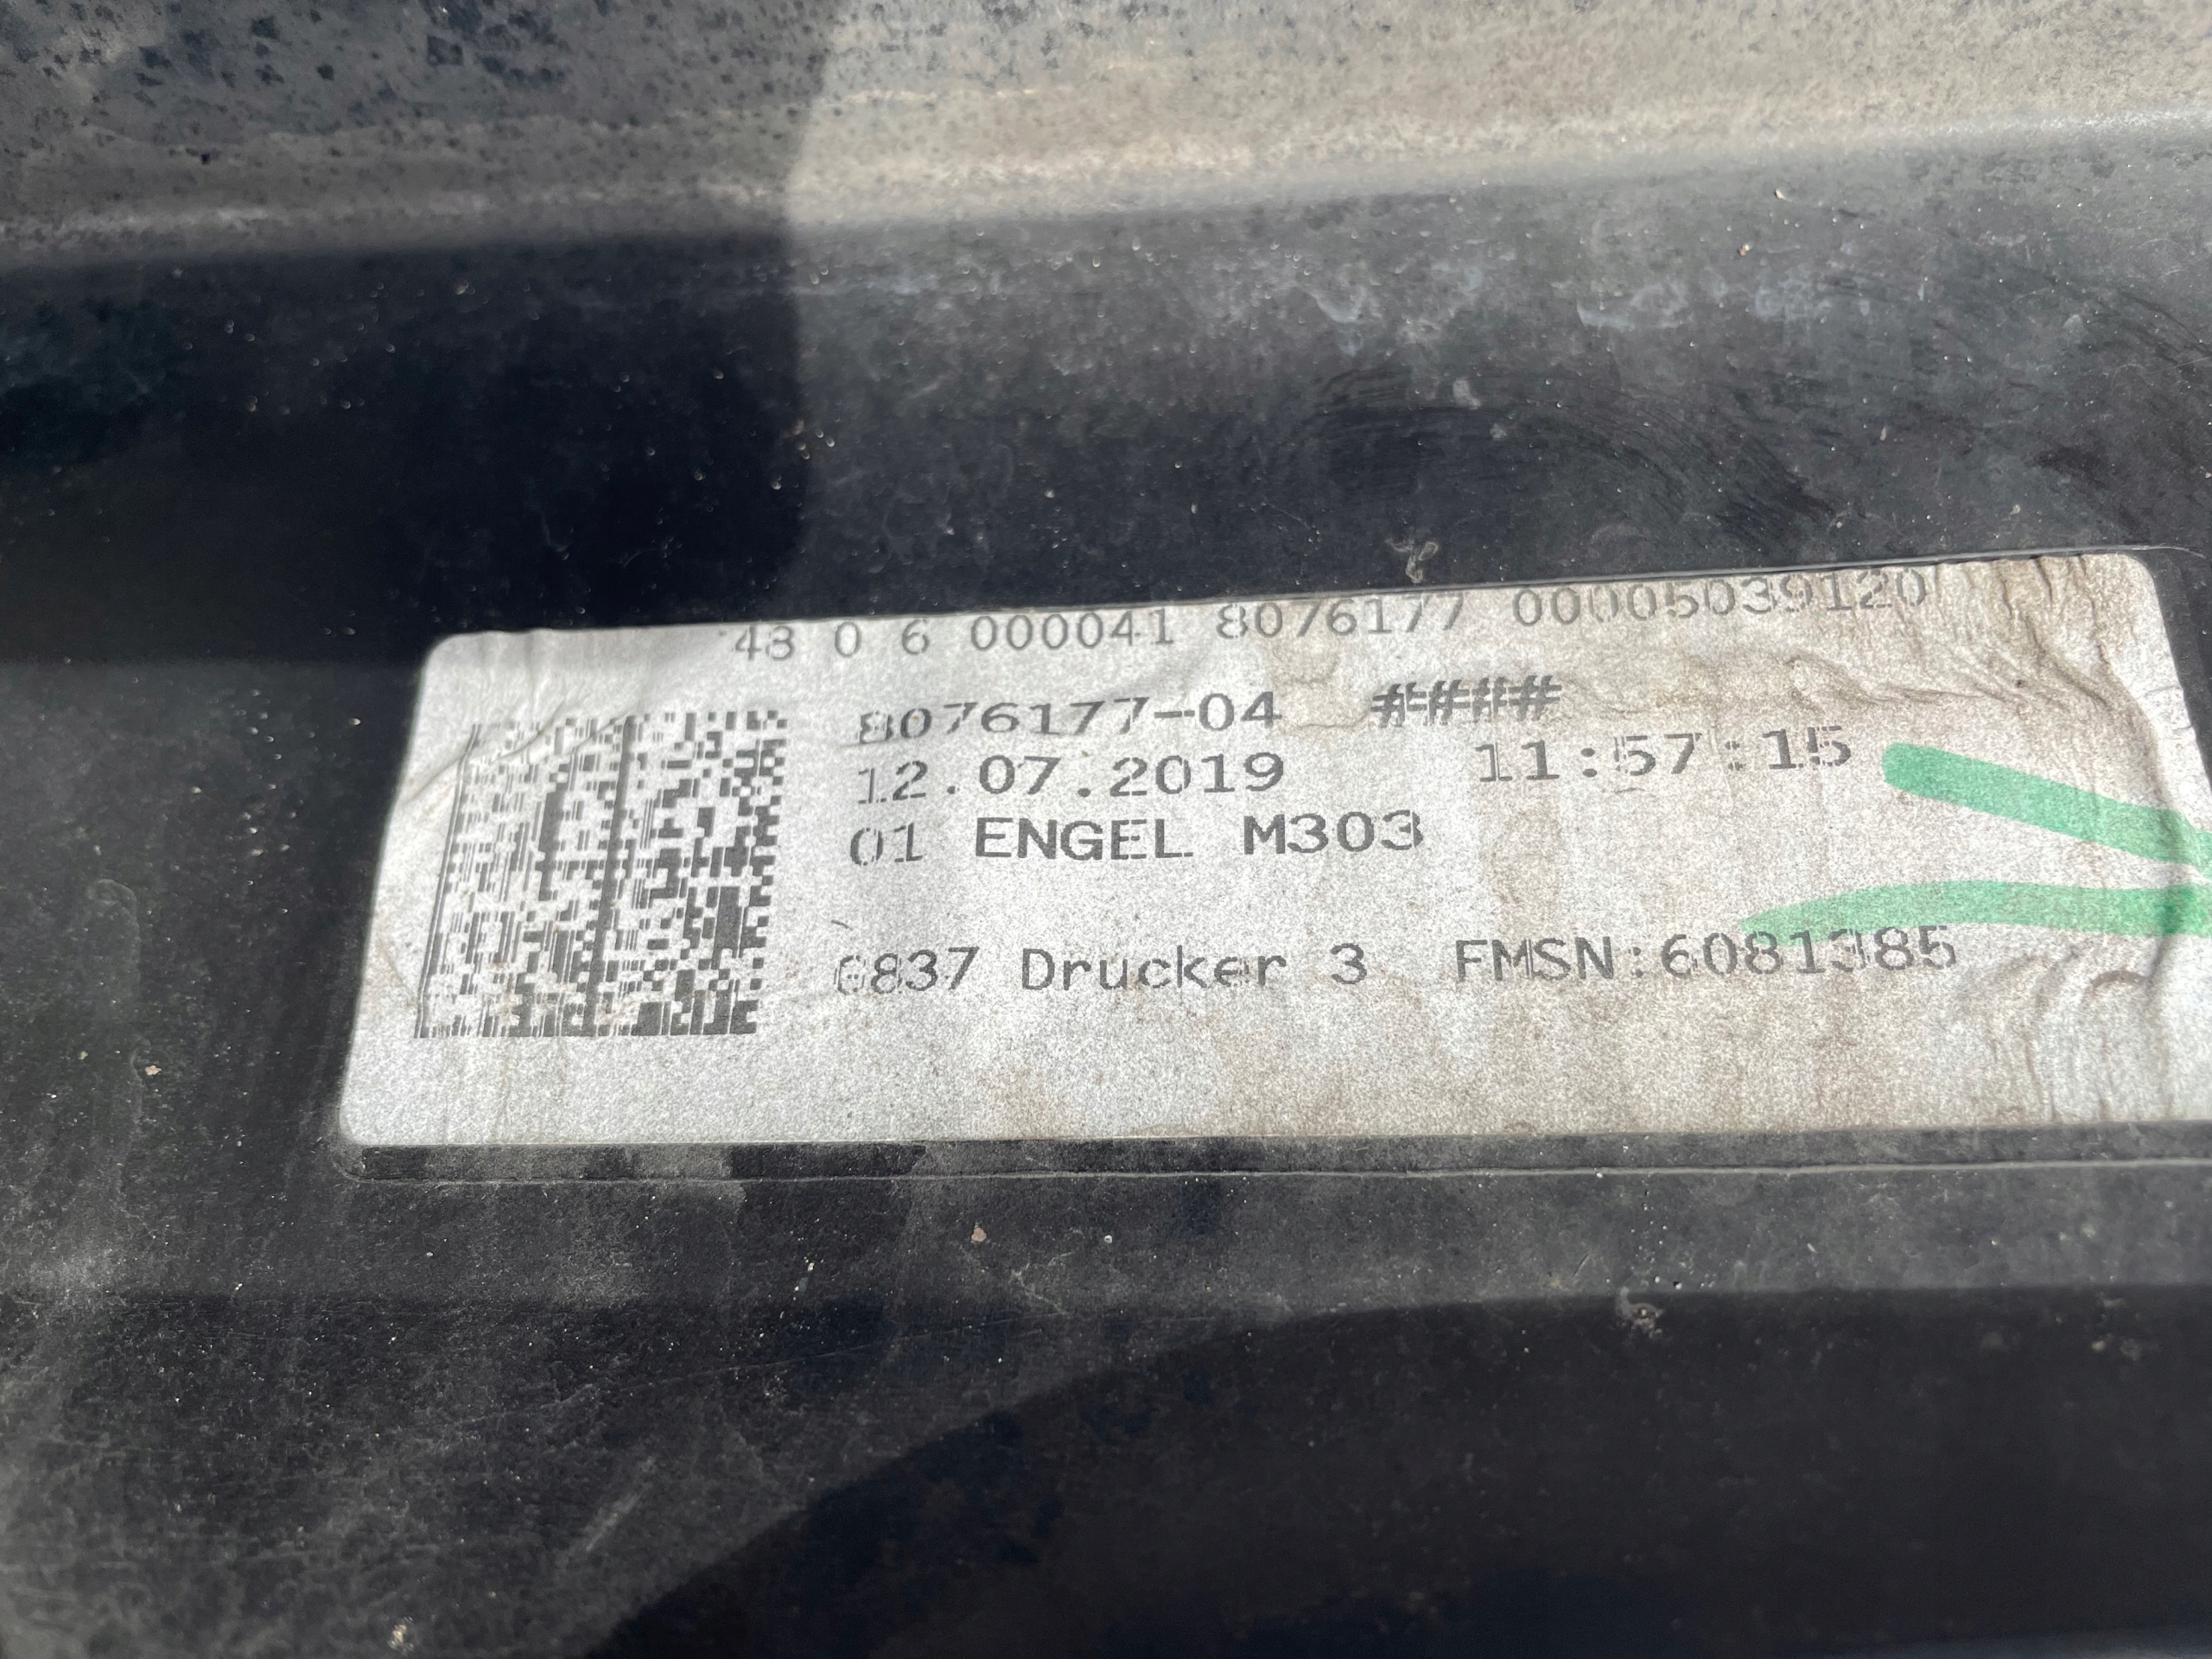 48 0 6 000041 8076177 00005039120
8076177-04 ####
12.07.2019 11:57:15
01 ENGEL M303
6837 Drucker 3 FMSN:6081385